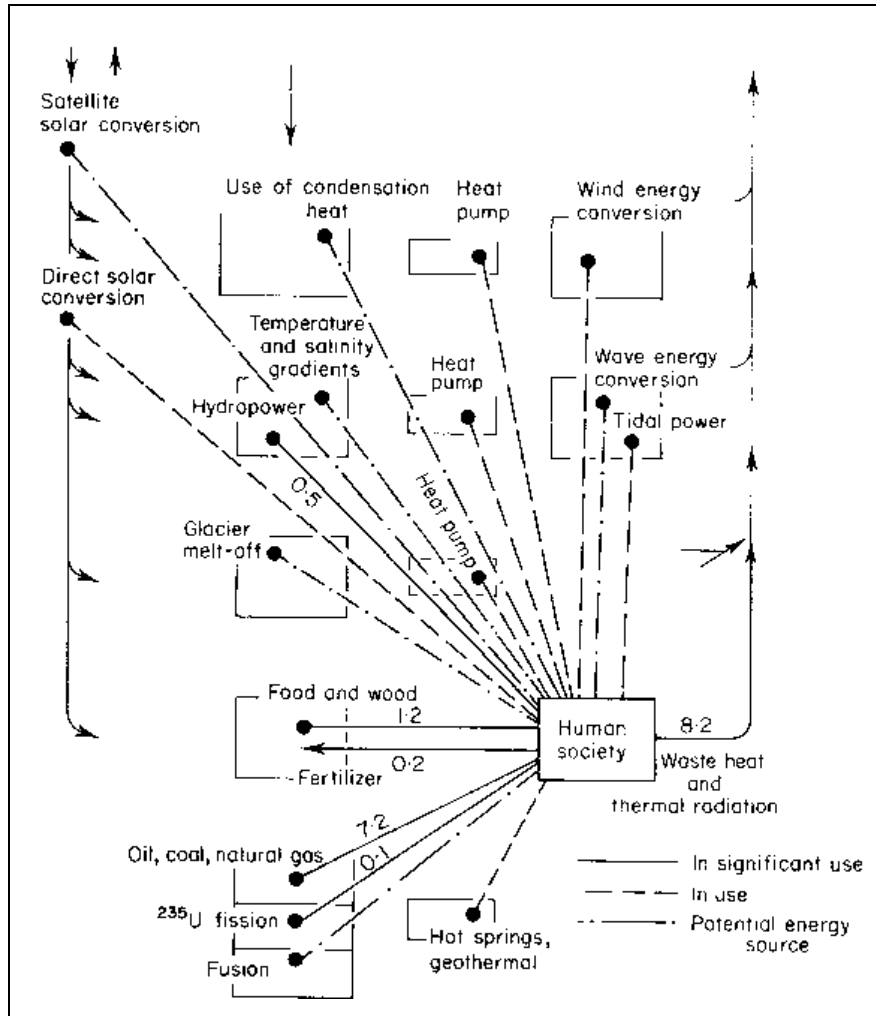 Satellite
solar conversion
Use of condensation
heat
Heat
pump
Wind energy
conversion
Direct solar
conversion
Temperature
and salinity
gradients
Heat
pump
Wave energy
conversion
Hydropower
Tidal power
0.5
Heat pump
Glacier
melt-off
Food and wood
1.2
0.2
Fertilizer
Human
society
8.2
Waste heat
and
thermal radiation
7.2
Oil, coal, natural gas
0.1
²³⁵U fission
Fusion
Hot springs,
geothermal
In significant use
In use
Potential energy
source